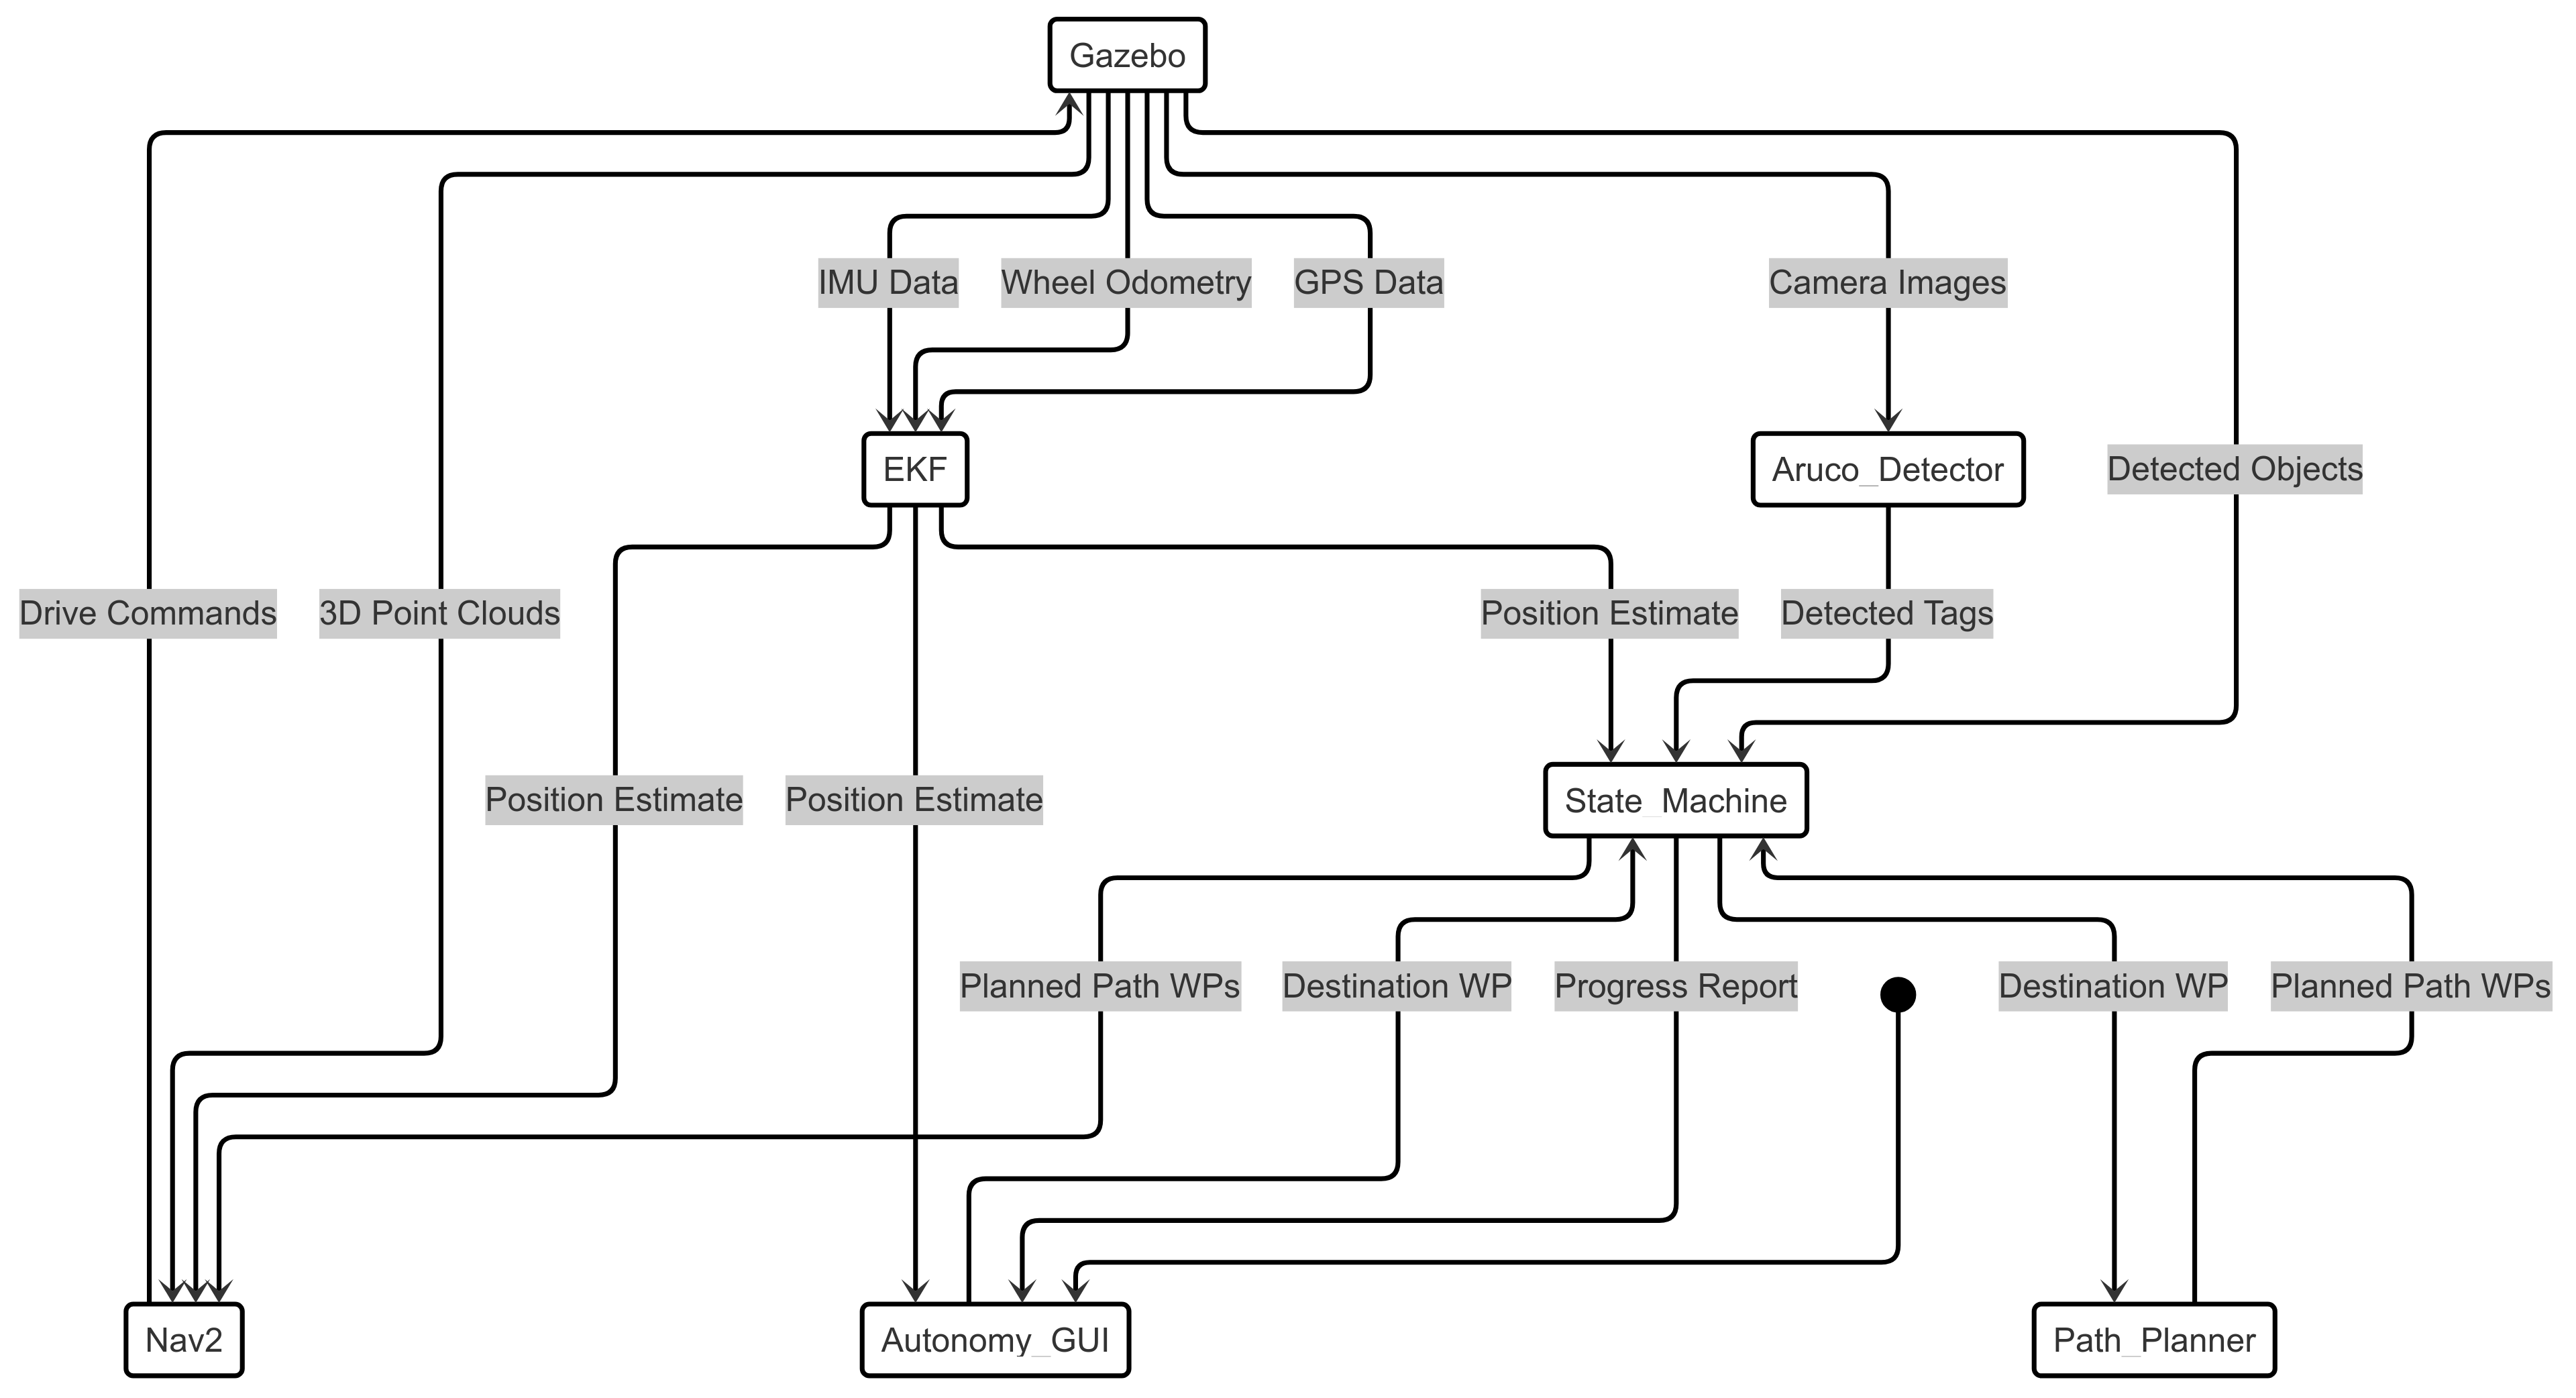 Gazebo
IMU Data
Wheel Odometry
GPS Data
Camera Images
EKF
Aruco_Detector
Detected Objects
Drive Commands
3D Point Clouds
Position Estimate
Detected Tags
Position Estimate
Position Estimate
State_Machine
Planned Path WPs
Destination WP
Progress Report
Destination WP
Planned Path WPs
Nav2
Autonomy_GUI
Path_Planner